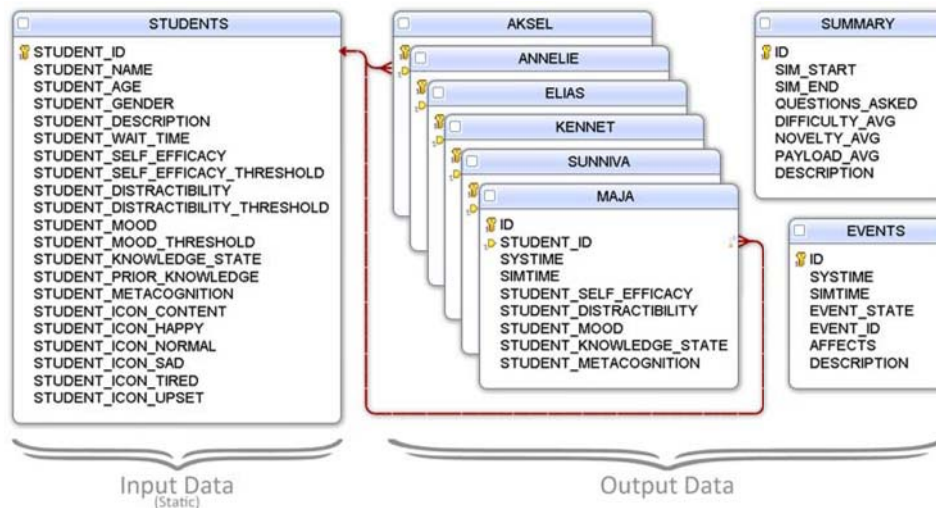 STUDENTS
STUDENT_ID
STUDENT_NAME
STUDENT_AGE
STUDENT_GENDER
STUDENT_DESCRIPTION
STUDENT_WAIT_TIME
STUDENT_SELF_EFFICACY
STUDENT_SELF_EFFICACY_THRESHOLD
STUDENT_DISTRACTIBILITY
STUDENT_DISTRACTIBILITY_THRESHOLD
STUDENT_MOOD
STUDENT_MOOD_THRESHOLD
STUDENT_KNOWLEDGE_STATE
STUDENT_PRIOR_KNOWLEDGE
STUDENT_METACOGNITION
STUDENT_ICON_CONTENT
STUDENT_ICON_HAPPY
STUDENT_ICON_NORMAL
STUDENT_ICON_SAD
STUDENT_ICON_TIRED
STUDENT_ICON_UPSET
Input Data
(Static)
AKSEL
ANNELIE
ELIAS
KENNET
SUNNIVA
MAJA
ID
STUDENT_ID
SYSTIME
SIMTIME
STUDENT_SELF_EFFICACY
STUDENT_DISTRACTIBILITY
STUDENT_MOOD
STUDENT_KNOWLEDGE_STATE
STUDENT_METACOGNITION
SUMMARY
ID
SIM_START
SIM_END
QUESTIONS_ASKED
DIFFICULTY_AVG
NOVELTY_AVG
PAYLOAD_AVG
DESCRIPTION
EVENTS
ID
SYSTIME
SIMTIME
EVENT_STATE
EVENT_ID
AFFECTS
DESCRIPTION
Output Data